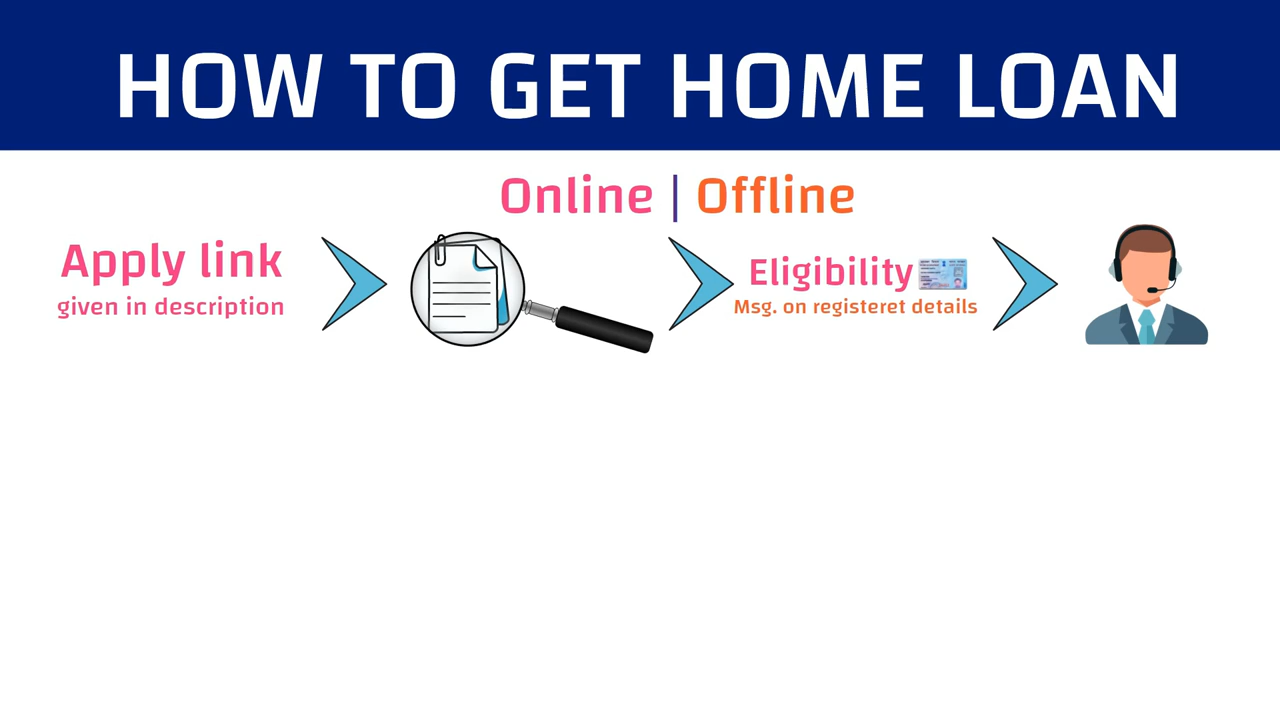 HOW TO GET HOME LOAN
Online | Offline
Apply link
given in description
Eligibility
Msg. on registeret details